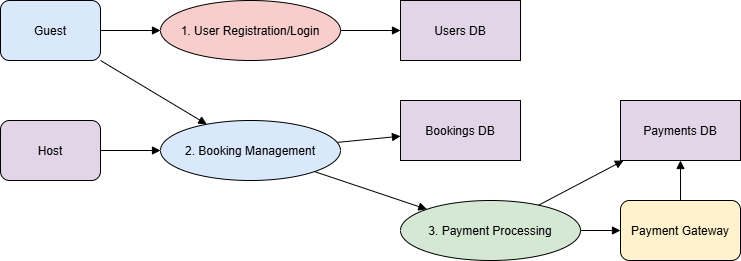 Guest
1. User Registration/Login
Users DB
Host
2. Booking Management
Bookings DB
Payments DB
3. Payment Processing
Payment Gateway